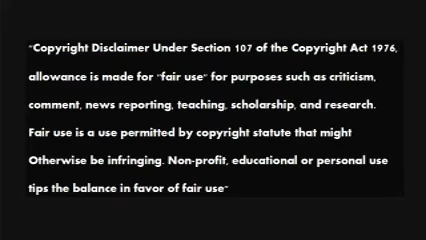 "Copyright Disclaimer Under Section 107 of the Copyright Act 1976,
allowance is made for "fair use" for purposes such as criticism,
comment, news reporting, teaching, scholarship, and research.
Fair use is a use permitted by copyright statute that might
Otherwise be infringing. Non-profit, educational or personal use
tips the balance in favor of fair use"